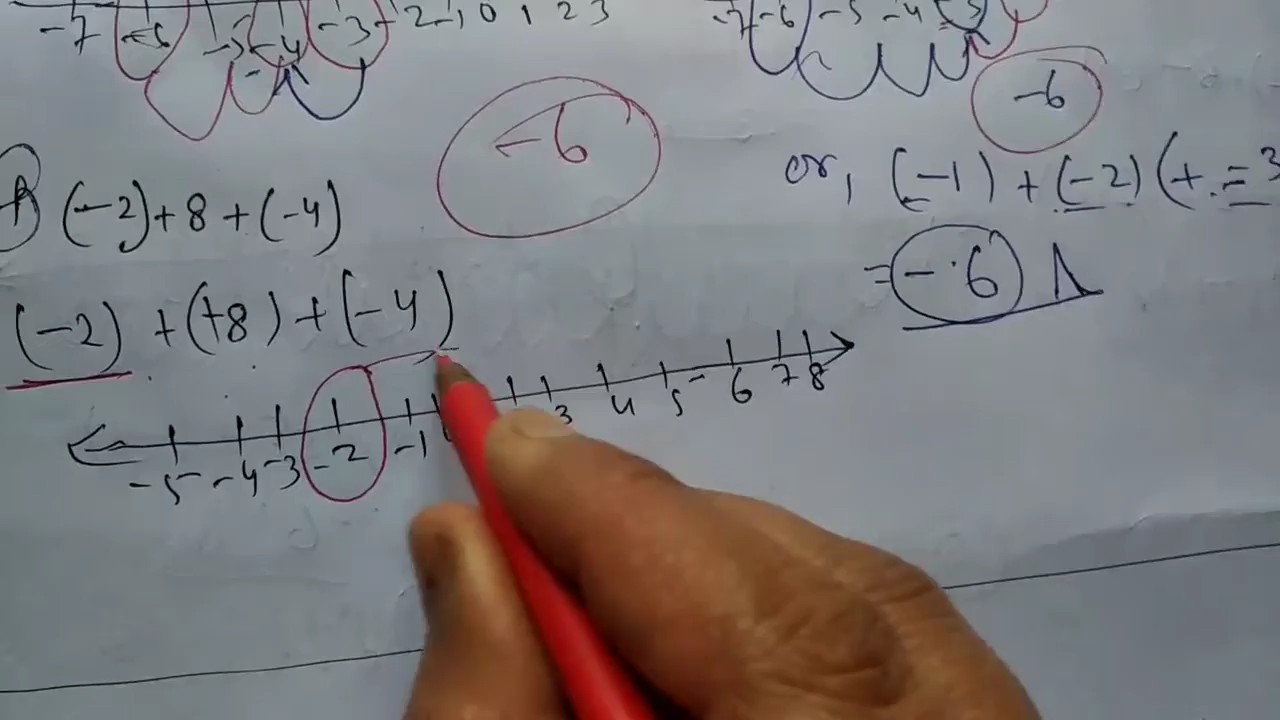 -7 -6 -5 -4 -3 -2 -1 0 1 2 3
-7 -6 -5 -4 -3
-6
-6
or, (-1) + (-2) (+ = 3
= -6
(-2) + 8 + (-4)
(-2) + (+8) + (-4)
-5 -4 -3 -2 -1 3 4 5 6 7 8